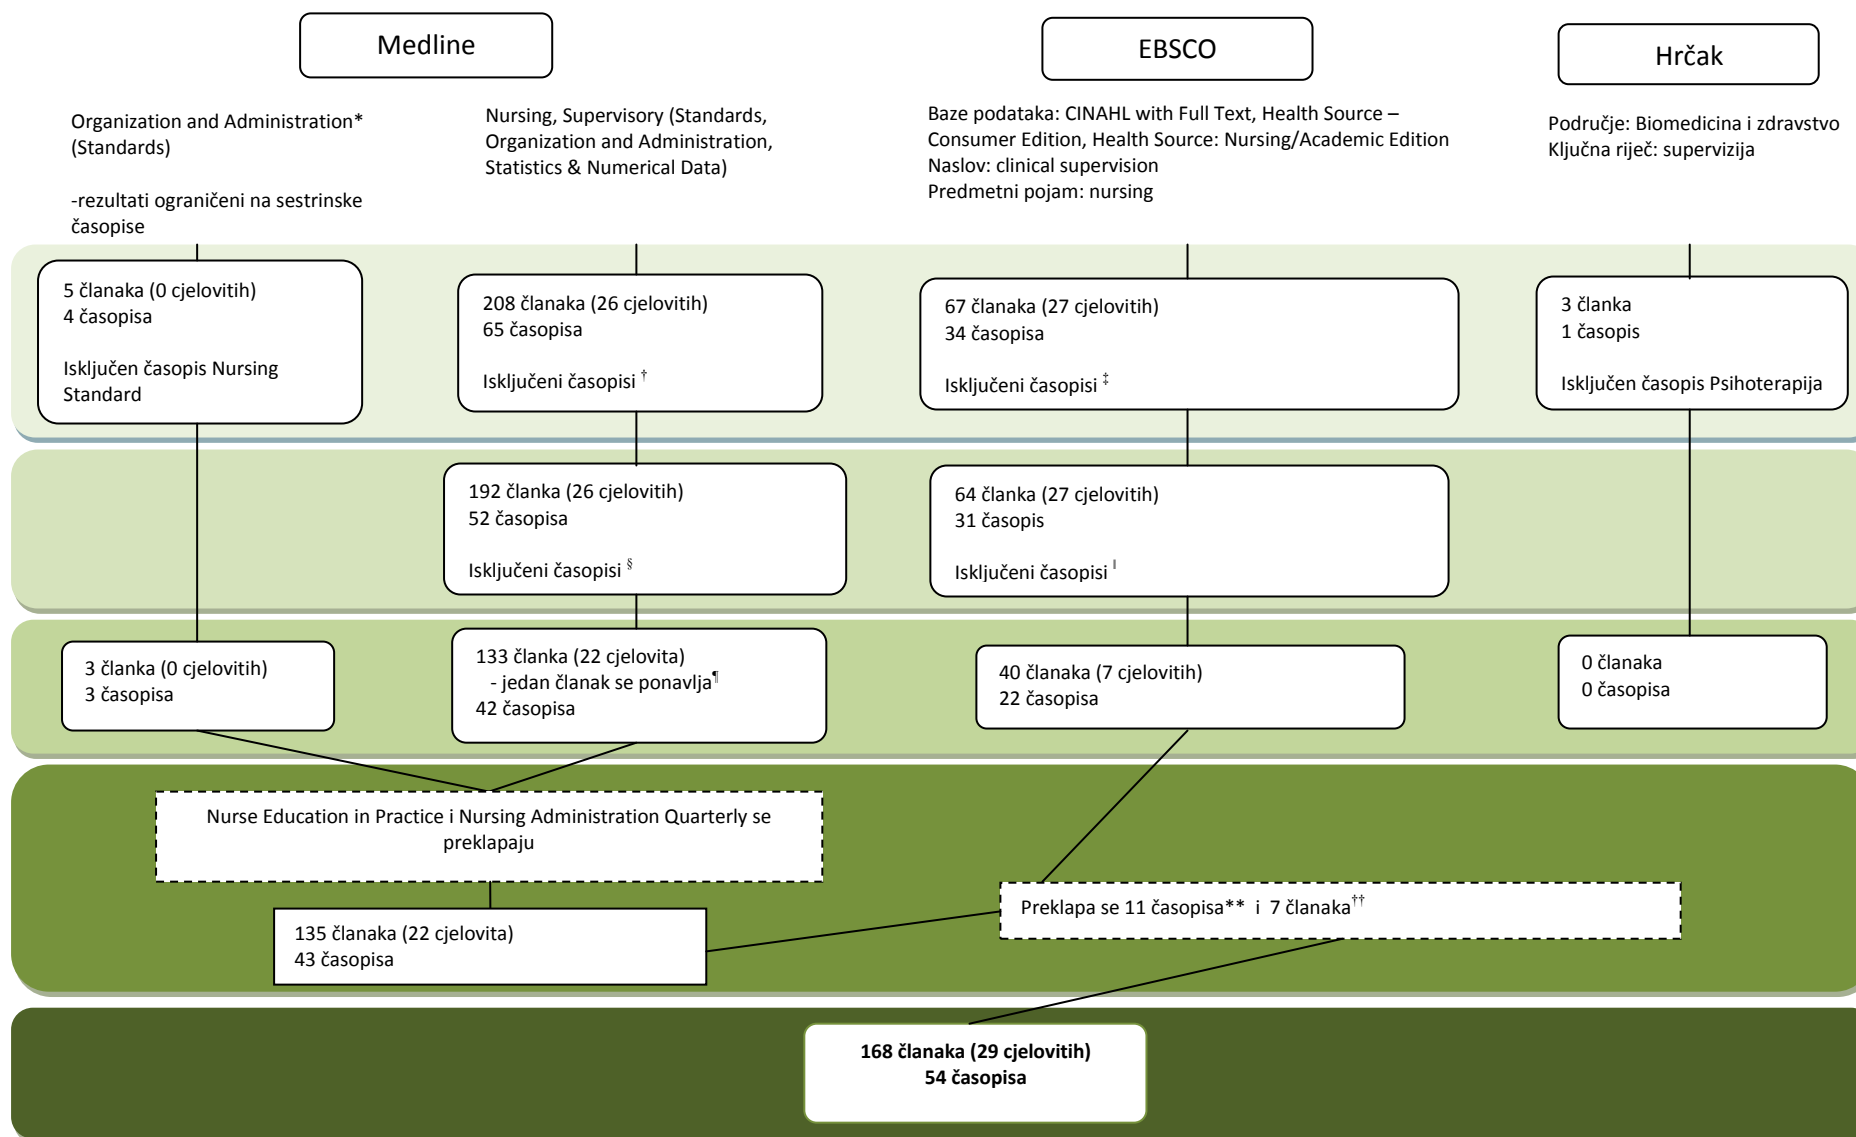 Medline
EBSCO
Hrčak
Organization and Administration*
(Standards)
-rezultati ograničeni na sestrinske
časopise
Nursing, Supervisory (Standards,
Organization and Administration,
Statistics & Numerical Data)
Baze podataka: CINAHL with Full Text, Health Source –
Consumer Edition, Health Source: Nursing/Academic Edition
Naslov: clinical supervision
Predmetni pojam: nursing
Područje: Biomedicina i zdravstvo
Ključna riječ: supervizija
5 članaka (0 cjelovitih)
4 časopisa
Isključen časopis Nursing
Standard
208 članaka (26 cjelovitih)
65 časopisa
Isključeni časopisi †
67 članaka (27 cjelovitih)
34 časopisa
Isključeni časopisi ‡
3 članka
1 časopis
Isključen časopis Psihoterapija
192 članka (26 cjelovitih)
52 časopisa
Isključeni časopisi §
64 članka (27 cjelovitih)
31 časopis
Isključeni časopisi ǀ
3 članka (0 cjelovitih)
3 časopisa
133 članka (22 cjelovita)
- jedan članak se ponavlja¶
42 časopisa
40 članaka (7 cjelovitih)
22 časopisa
0 članaka
0 časopisa
Nurse Education in Practice i Nursing Administration Quarterly se
preklapaju
Preklapa se 11 časopisa** i 7 članaka††
135 članaka (22 cjelovita)
43 časopisa
168 članaka (29 cjelovitih)
54 časopisa